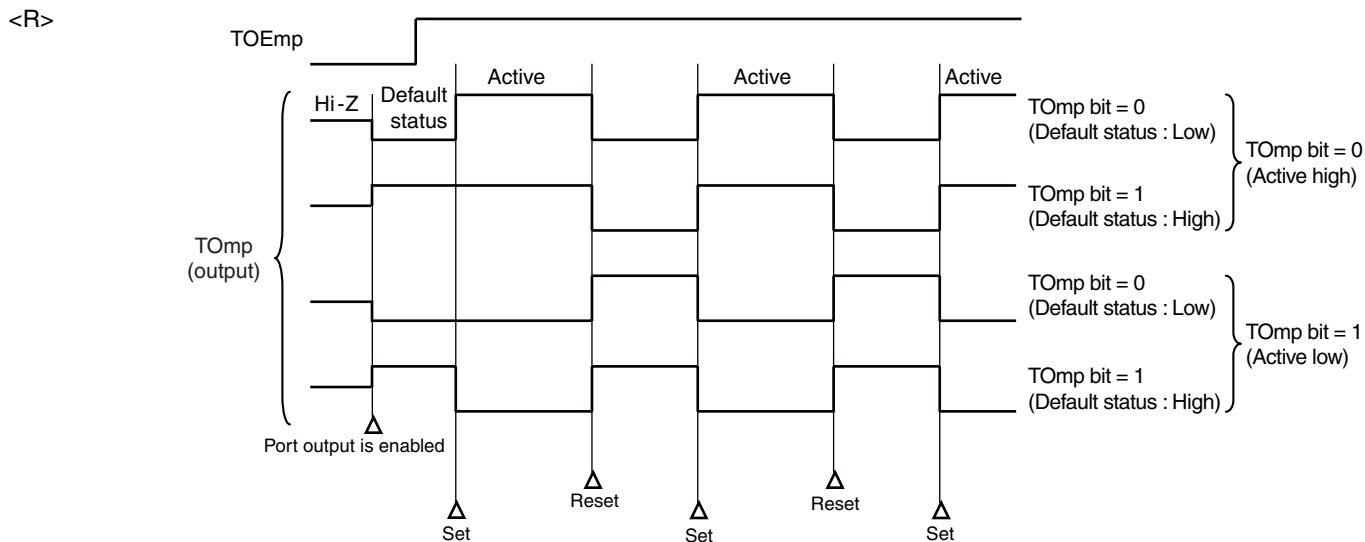 <R>
TOEmp
Active
Active
Active
Hi-Z
Default
status
TOmp bit = 0
(Default status : Low)
TOmp bit = 0
(Active high)
TOmp bit = 1
(Default status : High)
TOmp
(output)
TOmp bit = 0
(Default status : Low)
TOmp bit = 1
(Active low)
TOmp bit = 1
(Default status : High)
Port output is enabled
Reset
Reset
Set
Set
Set